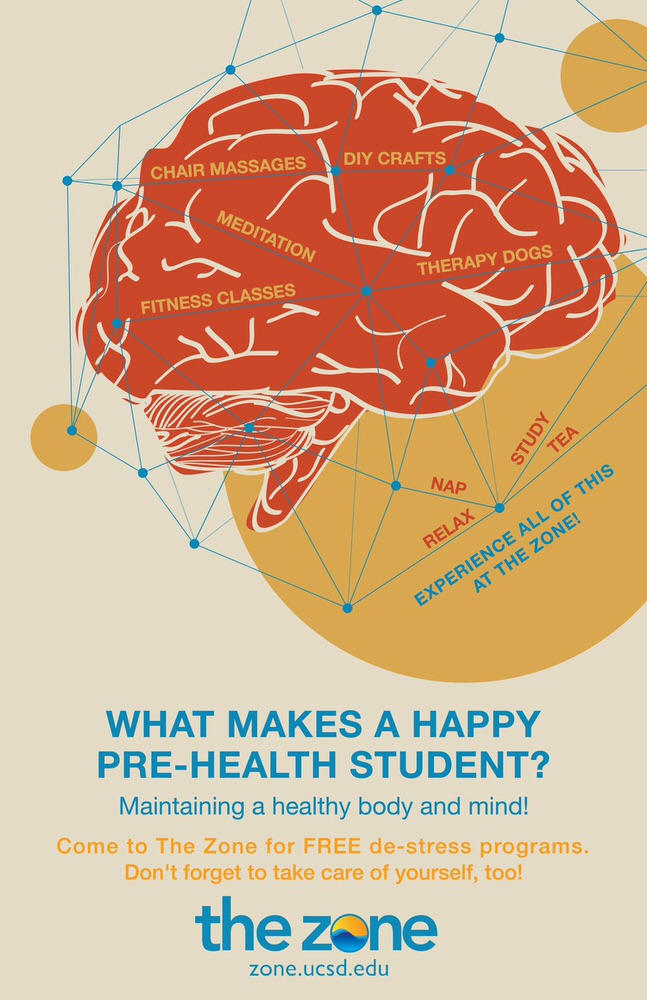 CHAIR MASSAGES
DIY CRAFTS
MEDITATION
THERAPY DOGS
FITNESS CLASSES
STUDY
TEA
NAP
RELAX
EXPERIENCE ALL OF THIS
AT THE ZONE!
WHAT MAKES A HAPPY
PRE-HEALTH STUDENT?
Maintaining a healthy body and mind!
Come to The Zone for FREE de-stress programs.
Don't forget to take care of yourself, too!
the zone
zone.ucsd.edu